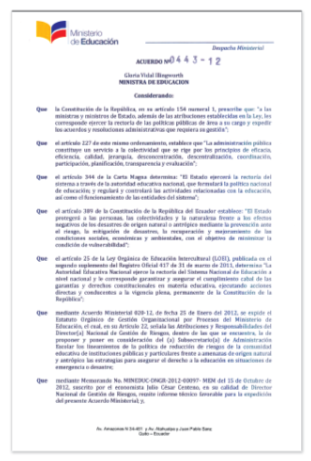 Ministerio
de Educación
Despacho Ministerial
ACUERDO Nº 0443-12
Gloria Vidal Illingworth
MINISTRA DE EDUCACIÓN
Considerando:
Que la Constitución de la República, en su artículo 154 numeral 1, prescribe que: "a las
ministras y ministros de Estado, además de las atribuciones establecidas en la Ley, les
corresponde ejercer la rectoría de las políticas públicas de área a su cargo y expedir
los acuerdos y resoluciones administrativas que requiera su gestión";
Que el artículo 227 de este mismo ordenamiento, establece que "La administración pública
constituye un servicio a la colectividad que se rige por los principios de eficacia,
eficiencia, calidad, jerarquía, desconcentración, descentralización, coordinación,
participación, planificación, transparencia y evaluación";
Que el artículo 344 de la Carta Magna determina: "El Estado ejercerá la rectoría del
sistema a través de la autoridad educativa nacional, que formulará la política nacional
de educación; y regulará y controlará las actividades relacionadas con la educación,
así como el funcionamiento de las entidades del sistema";
Que el artículo 389 de la Constitución de la República del Ecuador establece: "El Estado
protegerá a las personas, las colectividades y la naturaleza frente a los efectos
negativos de los desastres de origen natural o antrópico mediante la prevención ante
el riesgo, la mitigación de desastres, la recuperación y mejoramiento de las
condiciones sociales, económicas y ambientales, con el objetivo de minimizar la
condición de vulnerabilidad";
Que el artículo 25 de la Ley Orgánica de Educación Intercultural (LOEI), publicada en el
segundo suplemento del Registro Oficial 417 de 31 de marzo de 2011, determina "La
Autoridad Educativa Nacional ejerce la rectoría del Sistema Nacional de Educación a
nivel nacional y le corresponde garantizar y asegurar el cumplimiento cabal de las
garantías y derechos constitucionales en materia educativa, ejecutando acciones
directas y conducentes a la vigencia plena, permanente de la Constitución de la
República";
Que mediante Acuerdo Ministerial 020-12, de fecha 25 de Enero de 2012, se expide el
Estatuto Orgánico de Gestión Organizacional por Procesos del Ministerio de
Educación, el cual, en su Artículo 22, señala las Atribuciones y Responsabilidades del
Director(a) Nacional de Gestión de Riesgos, dentro de las que se encuentra, la de
proponer y poner en consideración del (a) Subsecretario(a) de Administración
Escolar los lineamientos de la política de reducción de riesgos de la comunidad
educativa de instituciones públicas y particulares frente a amenazas de origen natural
y antrópico las estrategias para asegurar el derecho a la educación en situaciones de
emergencia o desastre;
Que mediante Memorando No. MINEDUC-DNGR-2012-00097- MEM del 15 de Octubre
de 2012, suscrito por el economista Julio César Centeno, en su calidad de Director
Nacional de Gestión de Riesgos, remite informe técnico favorable para la expedición
del presente Acuerdo Ministerial; y,
Av. Amazonas N 34-451 y Av. Atahualpa y Juan Pablo Sanz
Quito – Ecuador